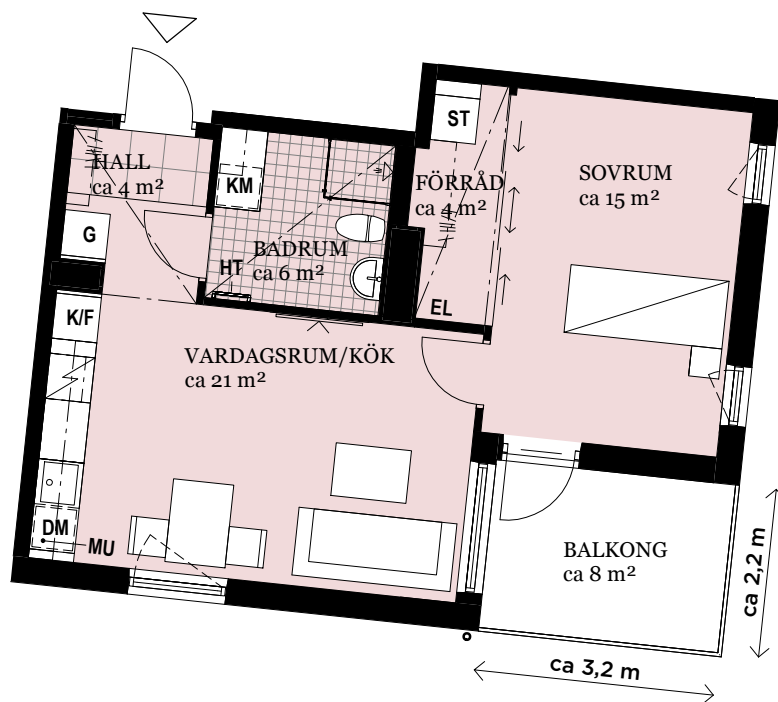 HALL
ca 4 m²
G
K/F
DM
MU
KM
BADRUM
ca 6 m²
HT
ST
FÖRRÅD
ca 4 m²
EL
SOVRUM
ca 15 m²
VARDAGSRUM/KÖK
ca 21 m²
BALKONG
ca 8 m²
ca 2,2 m
ca 3,2 m